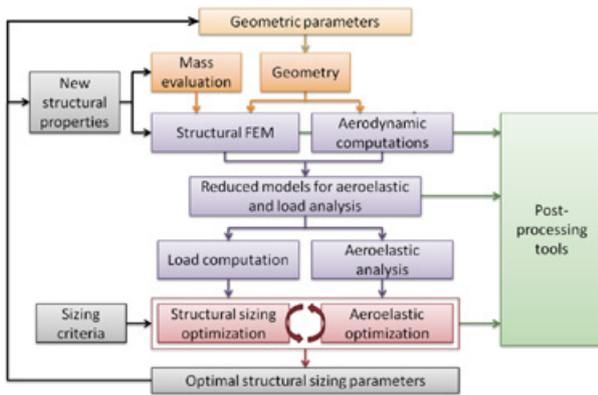 Geometric parameters
Mass
evaluation
Geometry
New
structural
properties
Structural FEM
Aerodynamic
computations
Reduced models for aeroelastic
and load analysis
Post-
processing
tools
Load computation
Aeroelastic
analysis
Sizing
criteria
Structural sizing
optimization
Aeroelastic
optimization
Optimal structural sizing parameters